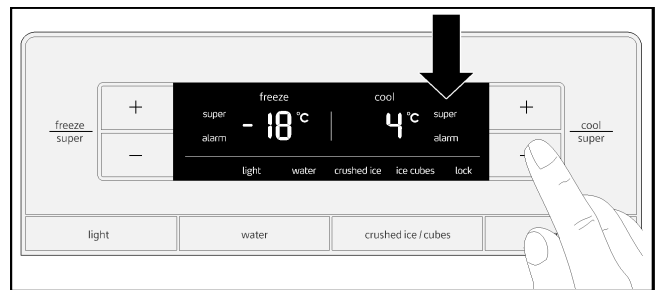 freeze
super
+
−
freeze
cool
super
alarm
- 18 °C
4 °C
super
alarm
light
water
crushed ice
ice cubes
lock
+
cool
super
light
water
crushed ice / cubes